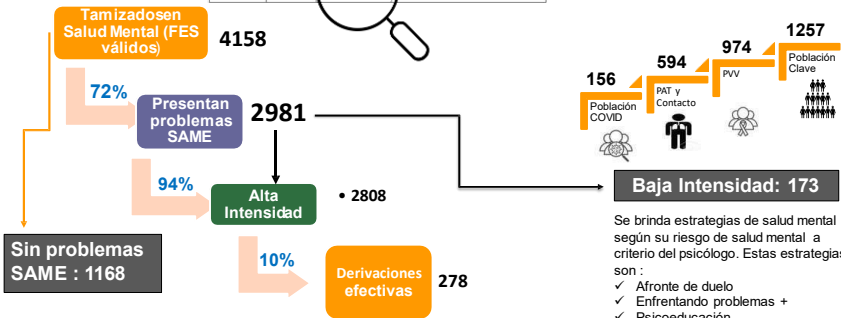 Tamizadosen
Salud Mental (FES
válidos)
4158
72%
Presentan
problemas
SAME
2981
94%
Alta
Intensidad
• 2808
10%
Derivaciones
efectivas
278
Sin problemas
SAME : 1168
156
Población
COVID
594
PAT y
Contacto
974
PVV
1257
Población
Clave
Baja Intensidad: 173
Se brinda estrategias de salud mental
según su riesgo de salud mental a
criterio del psicólogo. Estas estrategias
son :
✓ Afronte de duelo
✓ Enfrentando problemas +
✓ Psicoeducación